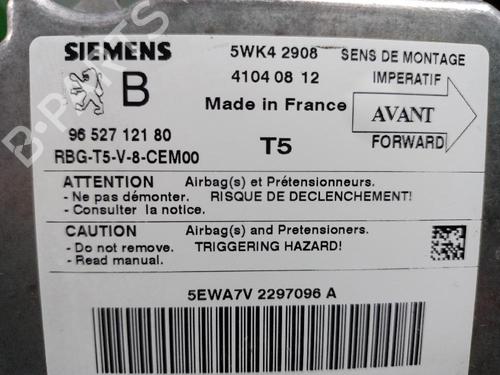 SIEMENS
5WK4 2908
SENS DE MONTAGE
B
4104 08 12
IMPERATIF
Made in France
AVANT
96 527 121 80
T5
FORWARD
RBG-T5-V-8-CEM00
ATTENTION Airbag(s) et Prétensionneurs.
- Ne pas démonter. RISQUE DE DECLENCHEMENT!
- Consulter la notice.
CAUTION Airbag(s) and Pretensioners.
- Do not remove. TRIGGERING HAZARD!
- Read manual.
5EWA7V 2297096 A
B-PARTS